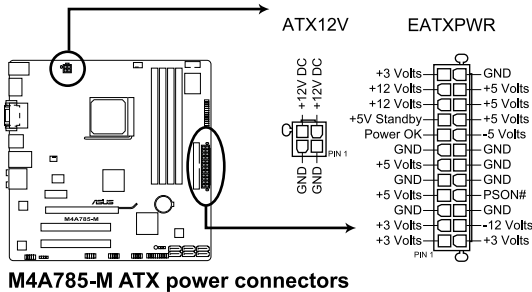 ATX12V
EATXPWR
+12V DC
+12V DC
GND
GND
PIN 1
+3 Volts GND
+12 Volts +5 Volts
+12 Volts +5 Volts
+5V Standby +5 Volts
Power OK -5 Volts
GND GND
+5 Volts GND
GND GND
+5 Volts PSON#
GND GND
+3 Volts -12 Volts
+3 Volts +3 Volts
PIN 1
ASUS
M4A785-M
M4A785-M ATX power connectors